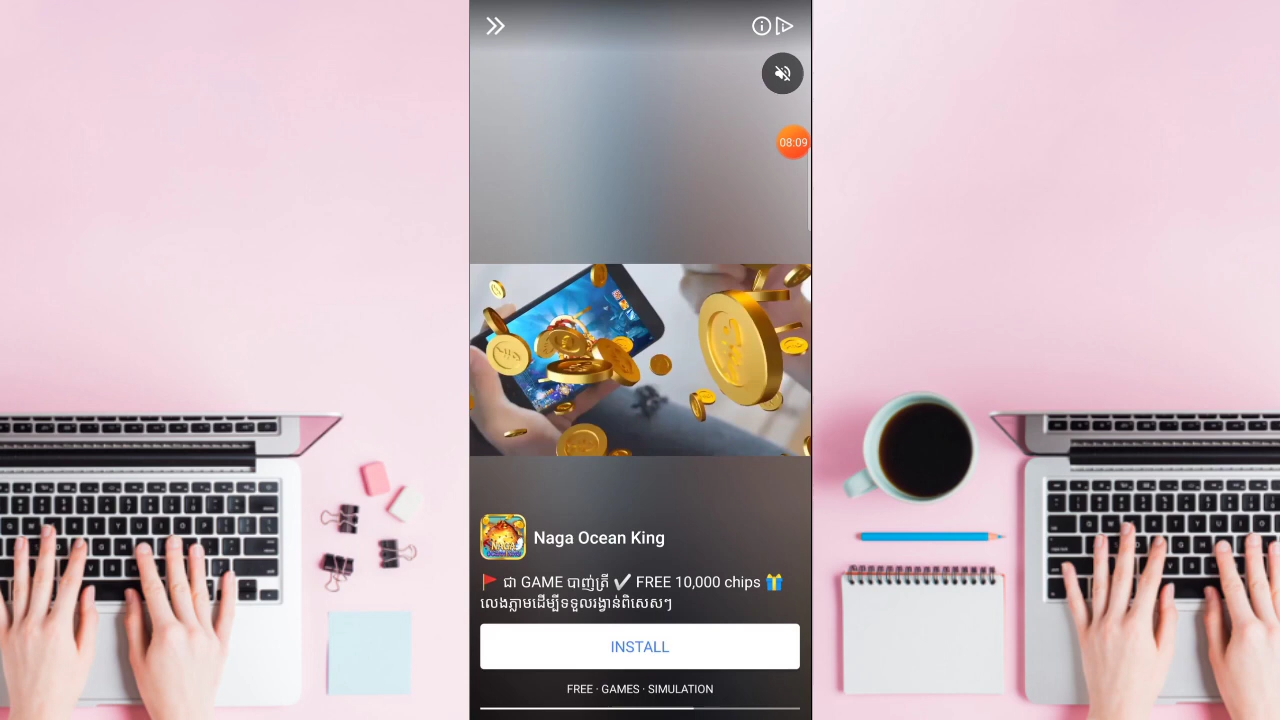 08:09
NAGA
Naga Ocean King
🚩 ជា GAME បាញ់ត្រី ✔ FREE 10,000 chips 🎁
លេងភ្លាមដើម្បីទទួលរង្វាន់ពិសេសៗ
INSTALL
FREE · GAMES · SIMULATION